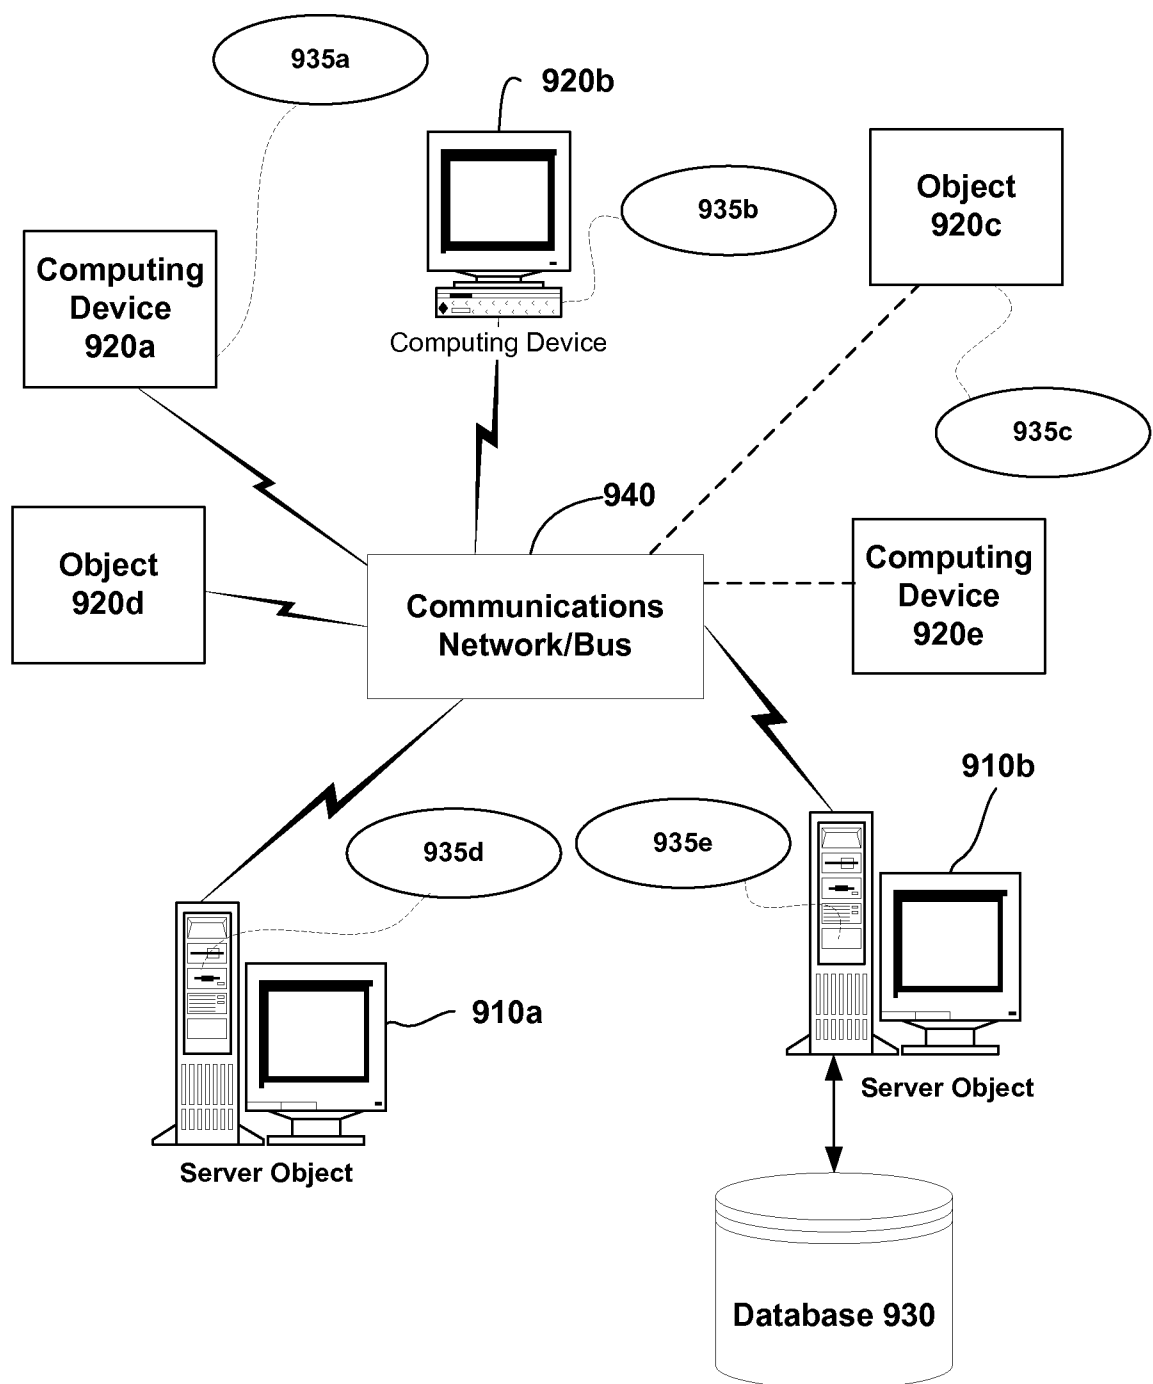 935a
920b
935b
Object
920c
Computing
Device
920a
Computing Device
935c
940
Object
920d
Communications
Network/Bus
Computing
Device
920e
910b
935d
935e
910a
Server Object
Server Object
Database 930